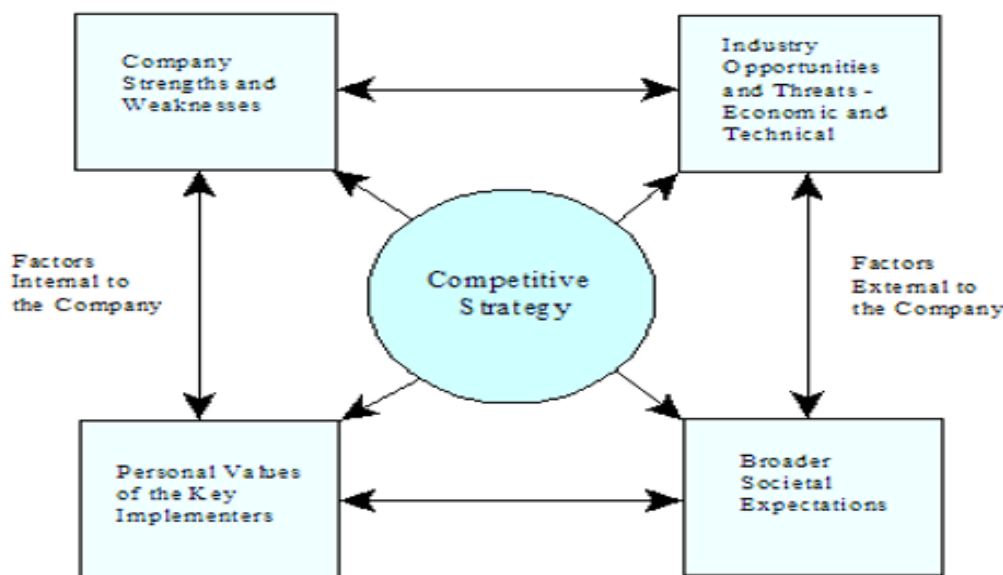 Company
Strengths and
Weaknesses
Industry
Opportunities
and Threats -
Economic and
Technical
Factors
Internal to
the Company
Competitive
Strategy
Factors
External to
the Company
Personal Values
of the Key
Implementers
Broader
Societal
Expectations